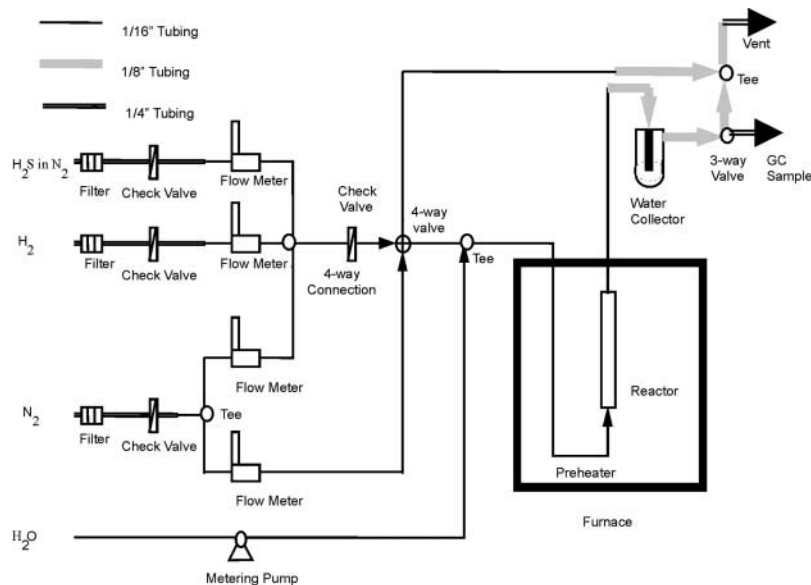 1/16” Tubing
1/8” Tubing
1/4” Tubing
Vent
Tee
3-way
Valve
GC
Sample
Water
Collector
H2S in N2
Filter
Check Valve
Flow Meter
Check
Valve
4-way
valve
H2
Filter
Check Valve
Flow Meter
4-way
Connection
Tee
Flow Meter
N2
Filter
Check Valve
Tee
Flow Meter
Reactor
Preheater
Furnace
H2O
Metering Pump